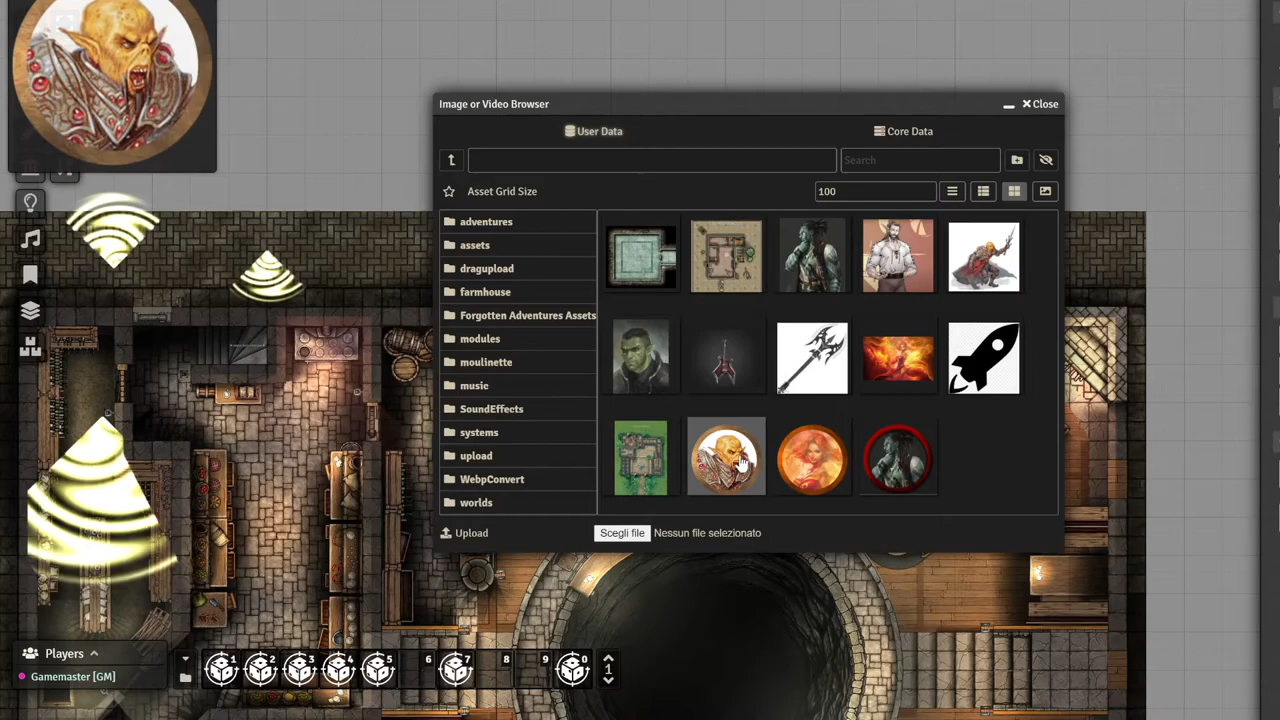 Image or Video Browser
Close
User Data
Core Data
Search
Asset Grid Size
100
adventures
assets
dragupload
farmhouse
Forgotten Adventures Assets
modules
moulinette
music
SoundEffects
systems
upload
WebpConvert
worlds
Upload
Scegli file
Nessun file selezionato
Players
Gamemaster [GM]
1
2
3
4
5
6
7
8
9
0
1